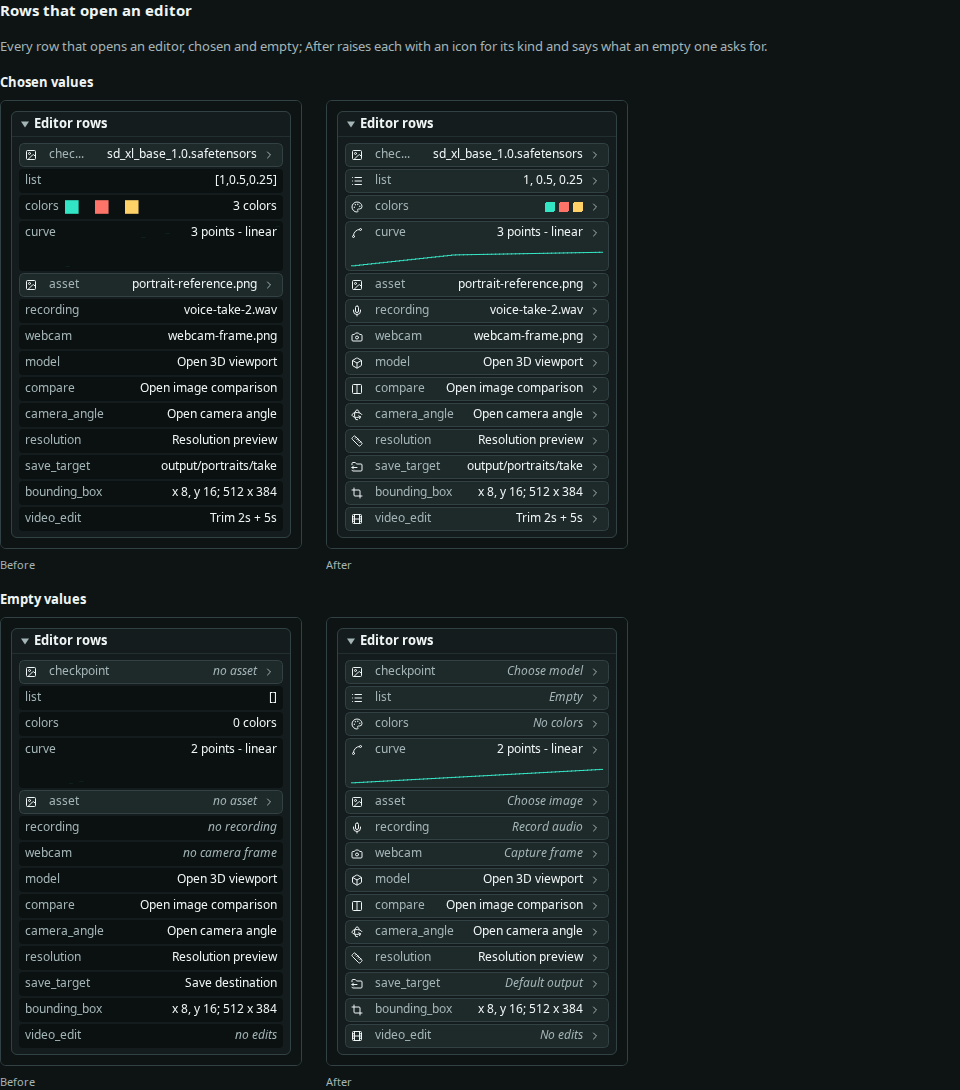 Rows that open an editor
Every row that opens an editor, chosen and empty; After raises each with an icon for its kind and says what an empty one asks for.
Chosen values
Editor rows
chec... sd_xl_base_1.0.safetensors
list [1,0.5,0.25]
colors 3 colors
curve 3 points - linear
asset portrait-reference.png
recording voice-take-2.wav
webcam webcam-frame.png
model Open 3D viewport
compare Open image comparison
camera_angle Open camera angle
resolution Resolution preview
save_target output/portraits/take
bounding_box x 8, y 16; 512 x 384
video_edit Trim 2s + 5s
Before
Editor rows
chec... sd_xl_base_1.0.safetensors
list 1, 0.5, 0.25
colors
curve 3 points - linear
asset portrait-reference.png
recording voice-take-2.wav
webcam webcam-frame.png
model Open 3D viewport
compare Open image comparison
camera_angle Open camera angle
resolution Resolution preview
save_target output/portraits/take
bounding_box x 8, y 16; 512 x 384
video_edit Trim 2s + 5s
After
Empty values
Editor rows
checkpoint no asset
list []
colors 0 colors
curve 2 points - linear
asset no asset
recording no recording
webcam no camera frame
model Open 3D viewport
compare Open image comparison
camera_angle Open camera angle
resolution Resolution preview
save_target Save destination
bounding_box x 8, y 16; 512 x 384
video_edit no edits
Before
Editor rows
checkpoint Choose model
list Empty
colors No colors
curve 2 points - linear
asset Choose image
recording Record audio
webcam Capture frame
model Open 3D viewport
compare Open image comparison
camera_angle Open camera angle
resolution Resolution preview
save_target Default output
bounding_box x 8, y 16; 512 x 384
video_edit No edits
After